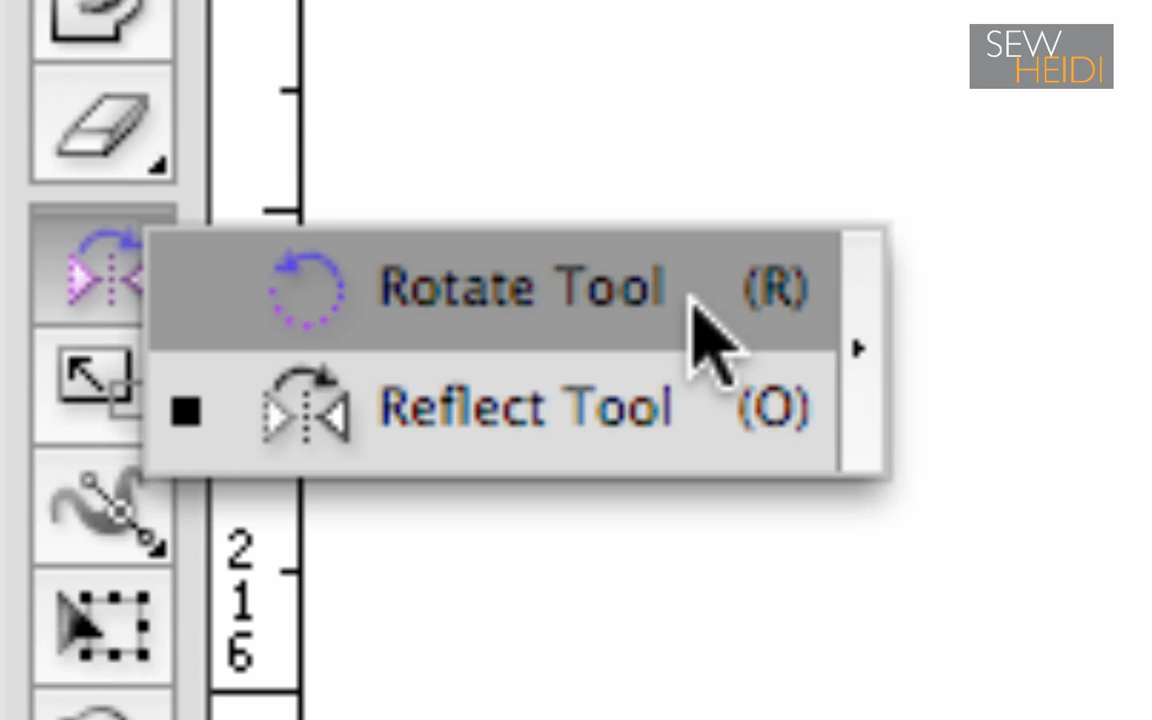 SEW
HEIDI
Rotate Tool (R)
Reflect Tool (O)
2
1
6